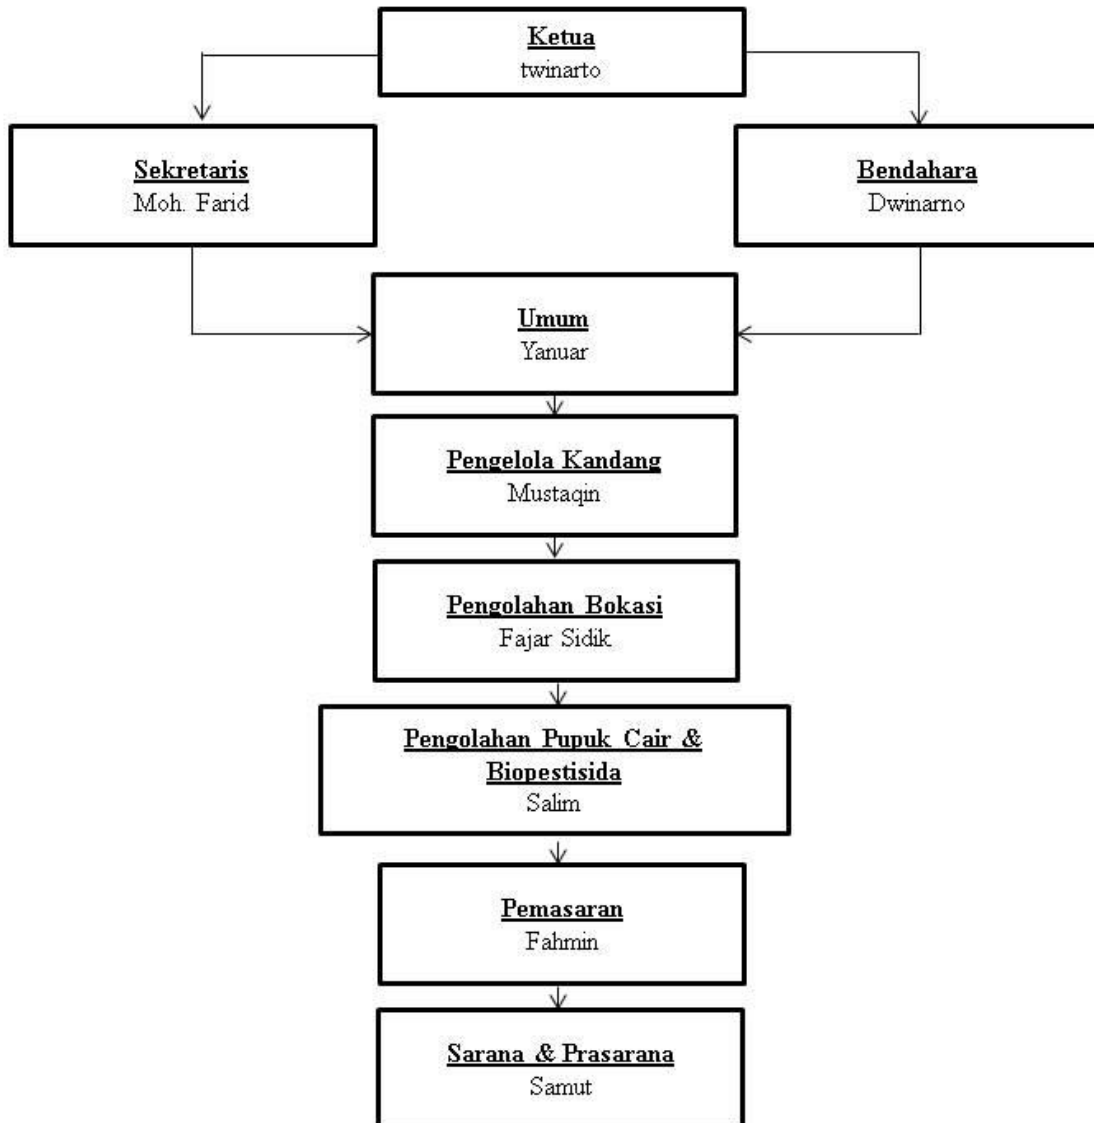 Ketua
twinarto
Sekretaris
Moh. Farid
Bendahara
Dwinarno
Umum
Yanuar
Pengelola Kandang
Mustaqin
Pengolahan Bokasi
Fajar Sidik
Pengolahan Pupuk Cair &
Biopestisida
Salim
Pemasaran
Fahmin
Sarana & Prasarana
Samut